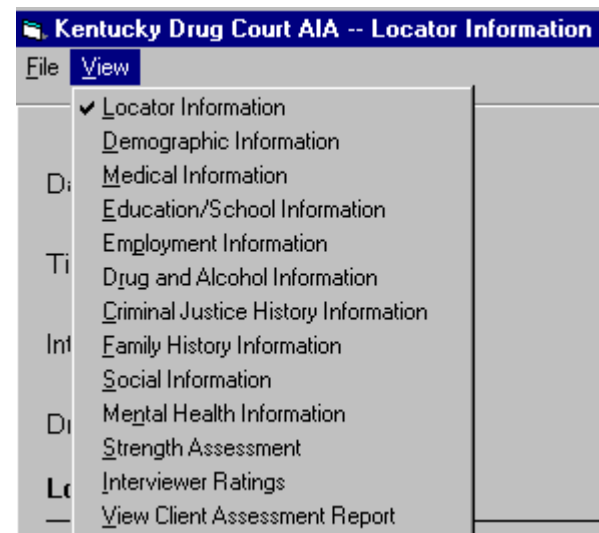 Kentucky Drug Court AIA -- Locator Information
File View
Locator Information
Demographic Information
Medical Information
Education/School Information
Employment Information
Drug and Alcohol Information
Criminal Justice History Information
Family History Information
Social Information
Mental Health Information
Strength Assessment
Interviewer Ratings
View Client Assessment Report